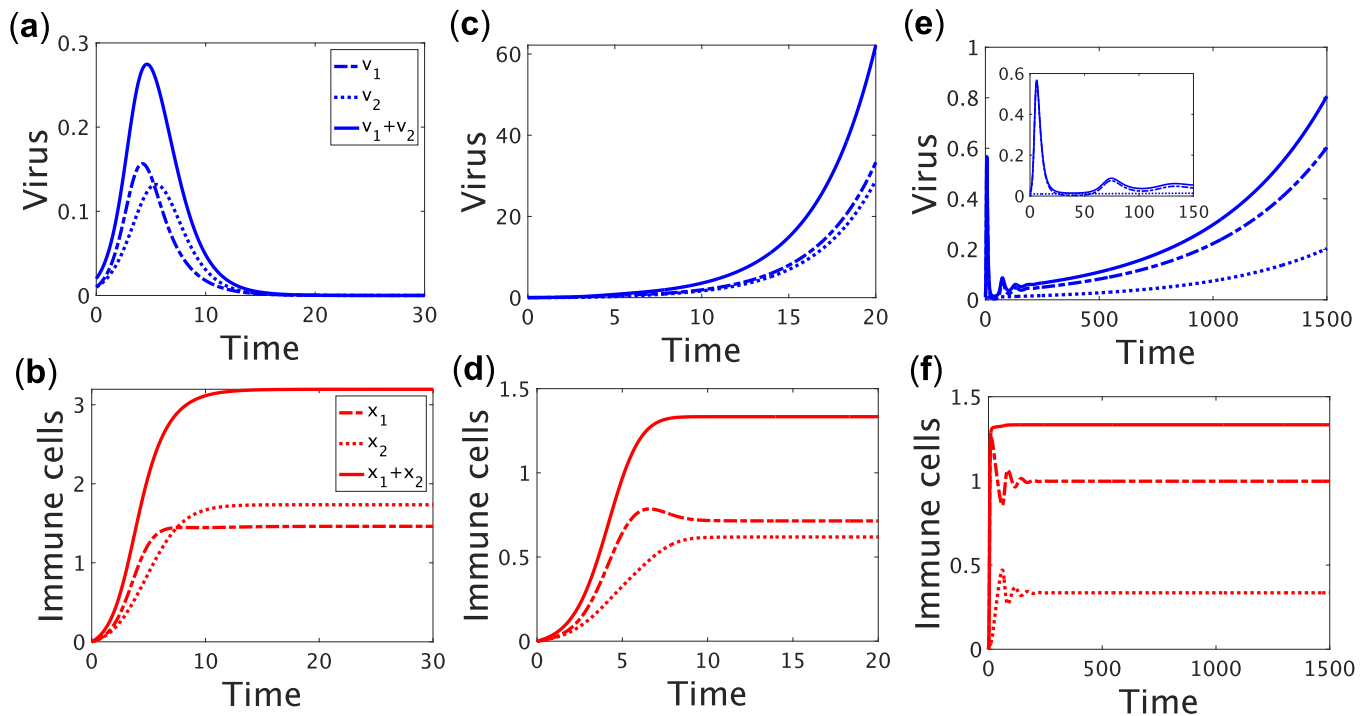 (a)
0.3
0.2
0.1
0
Virus
v1
v2
v1+v2
0 10 20 30
Time
(c)
60
40
20
0
Virus
0 5 10 15 20
Time
(e)
1
0.8
0.6
0.4
0.2
0
Virus
0.6
0.4
0.2
0
0 50 100 150
0 500 1000 1500
Time
(b)
3
2
1
0
Immune cells
x1
x2
x1+x2
0 10 20 30
Time
(d)
1.5
1
0.5
0
Immune cells
0 5 10 15 20
Time
(f)
1.5
1
0.5
0
Immune cells
0 500 1000 1500
Time